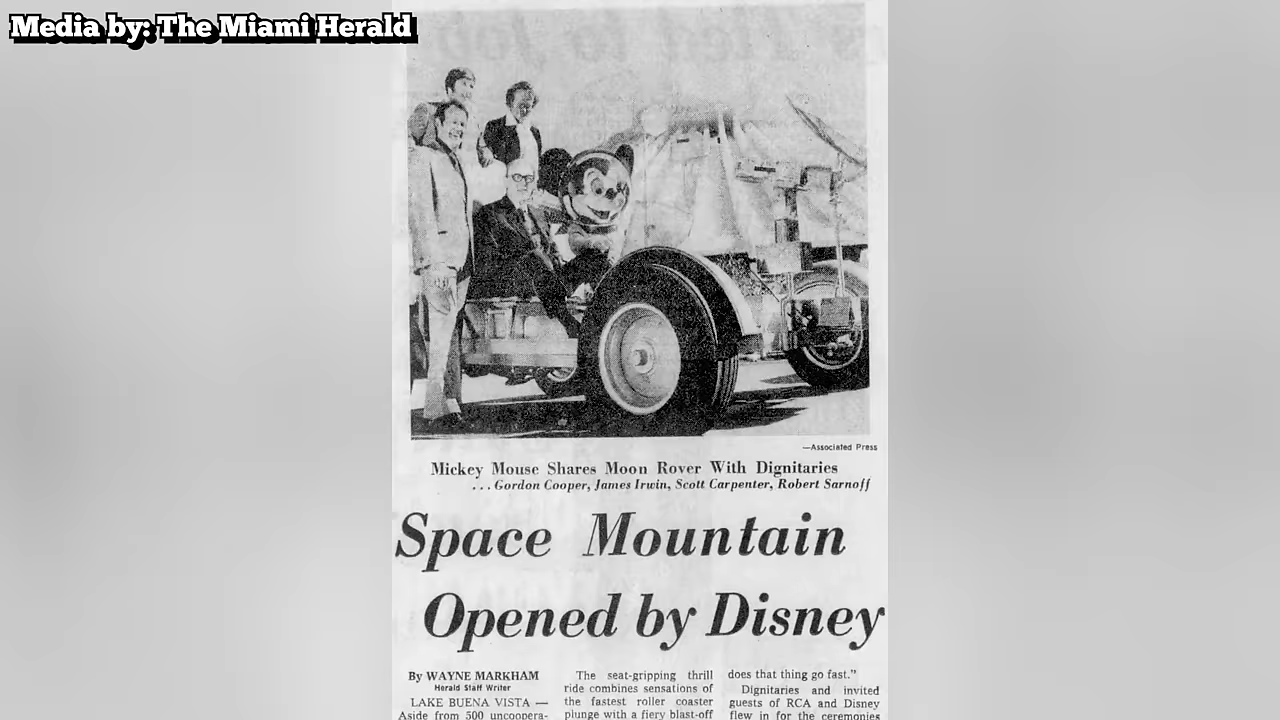 Media by: The Miami Herald
—Associated Press
Mickey Mouse Shares Moon Rover With Dignitaries
. . . Gordon Cooper, James Irwin, Scott Carpenter, Robert Sarnoff
Space Mountain
Opened by Disney
By WAYNE MARKHAM
Herald Staff Writer
LAKE BUENA VISTA —
Aside from 500 uncoopera-
The seat-gripping thrill
ride combines sensations of
the fastest roller coaster
plunge with a fiery blast-off
does that thing go fast."
Dignitaries and invited
guests of RCA and Disney
flew in for the ceremonies